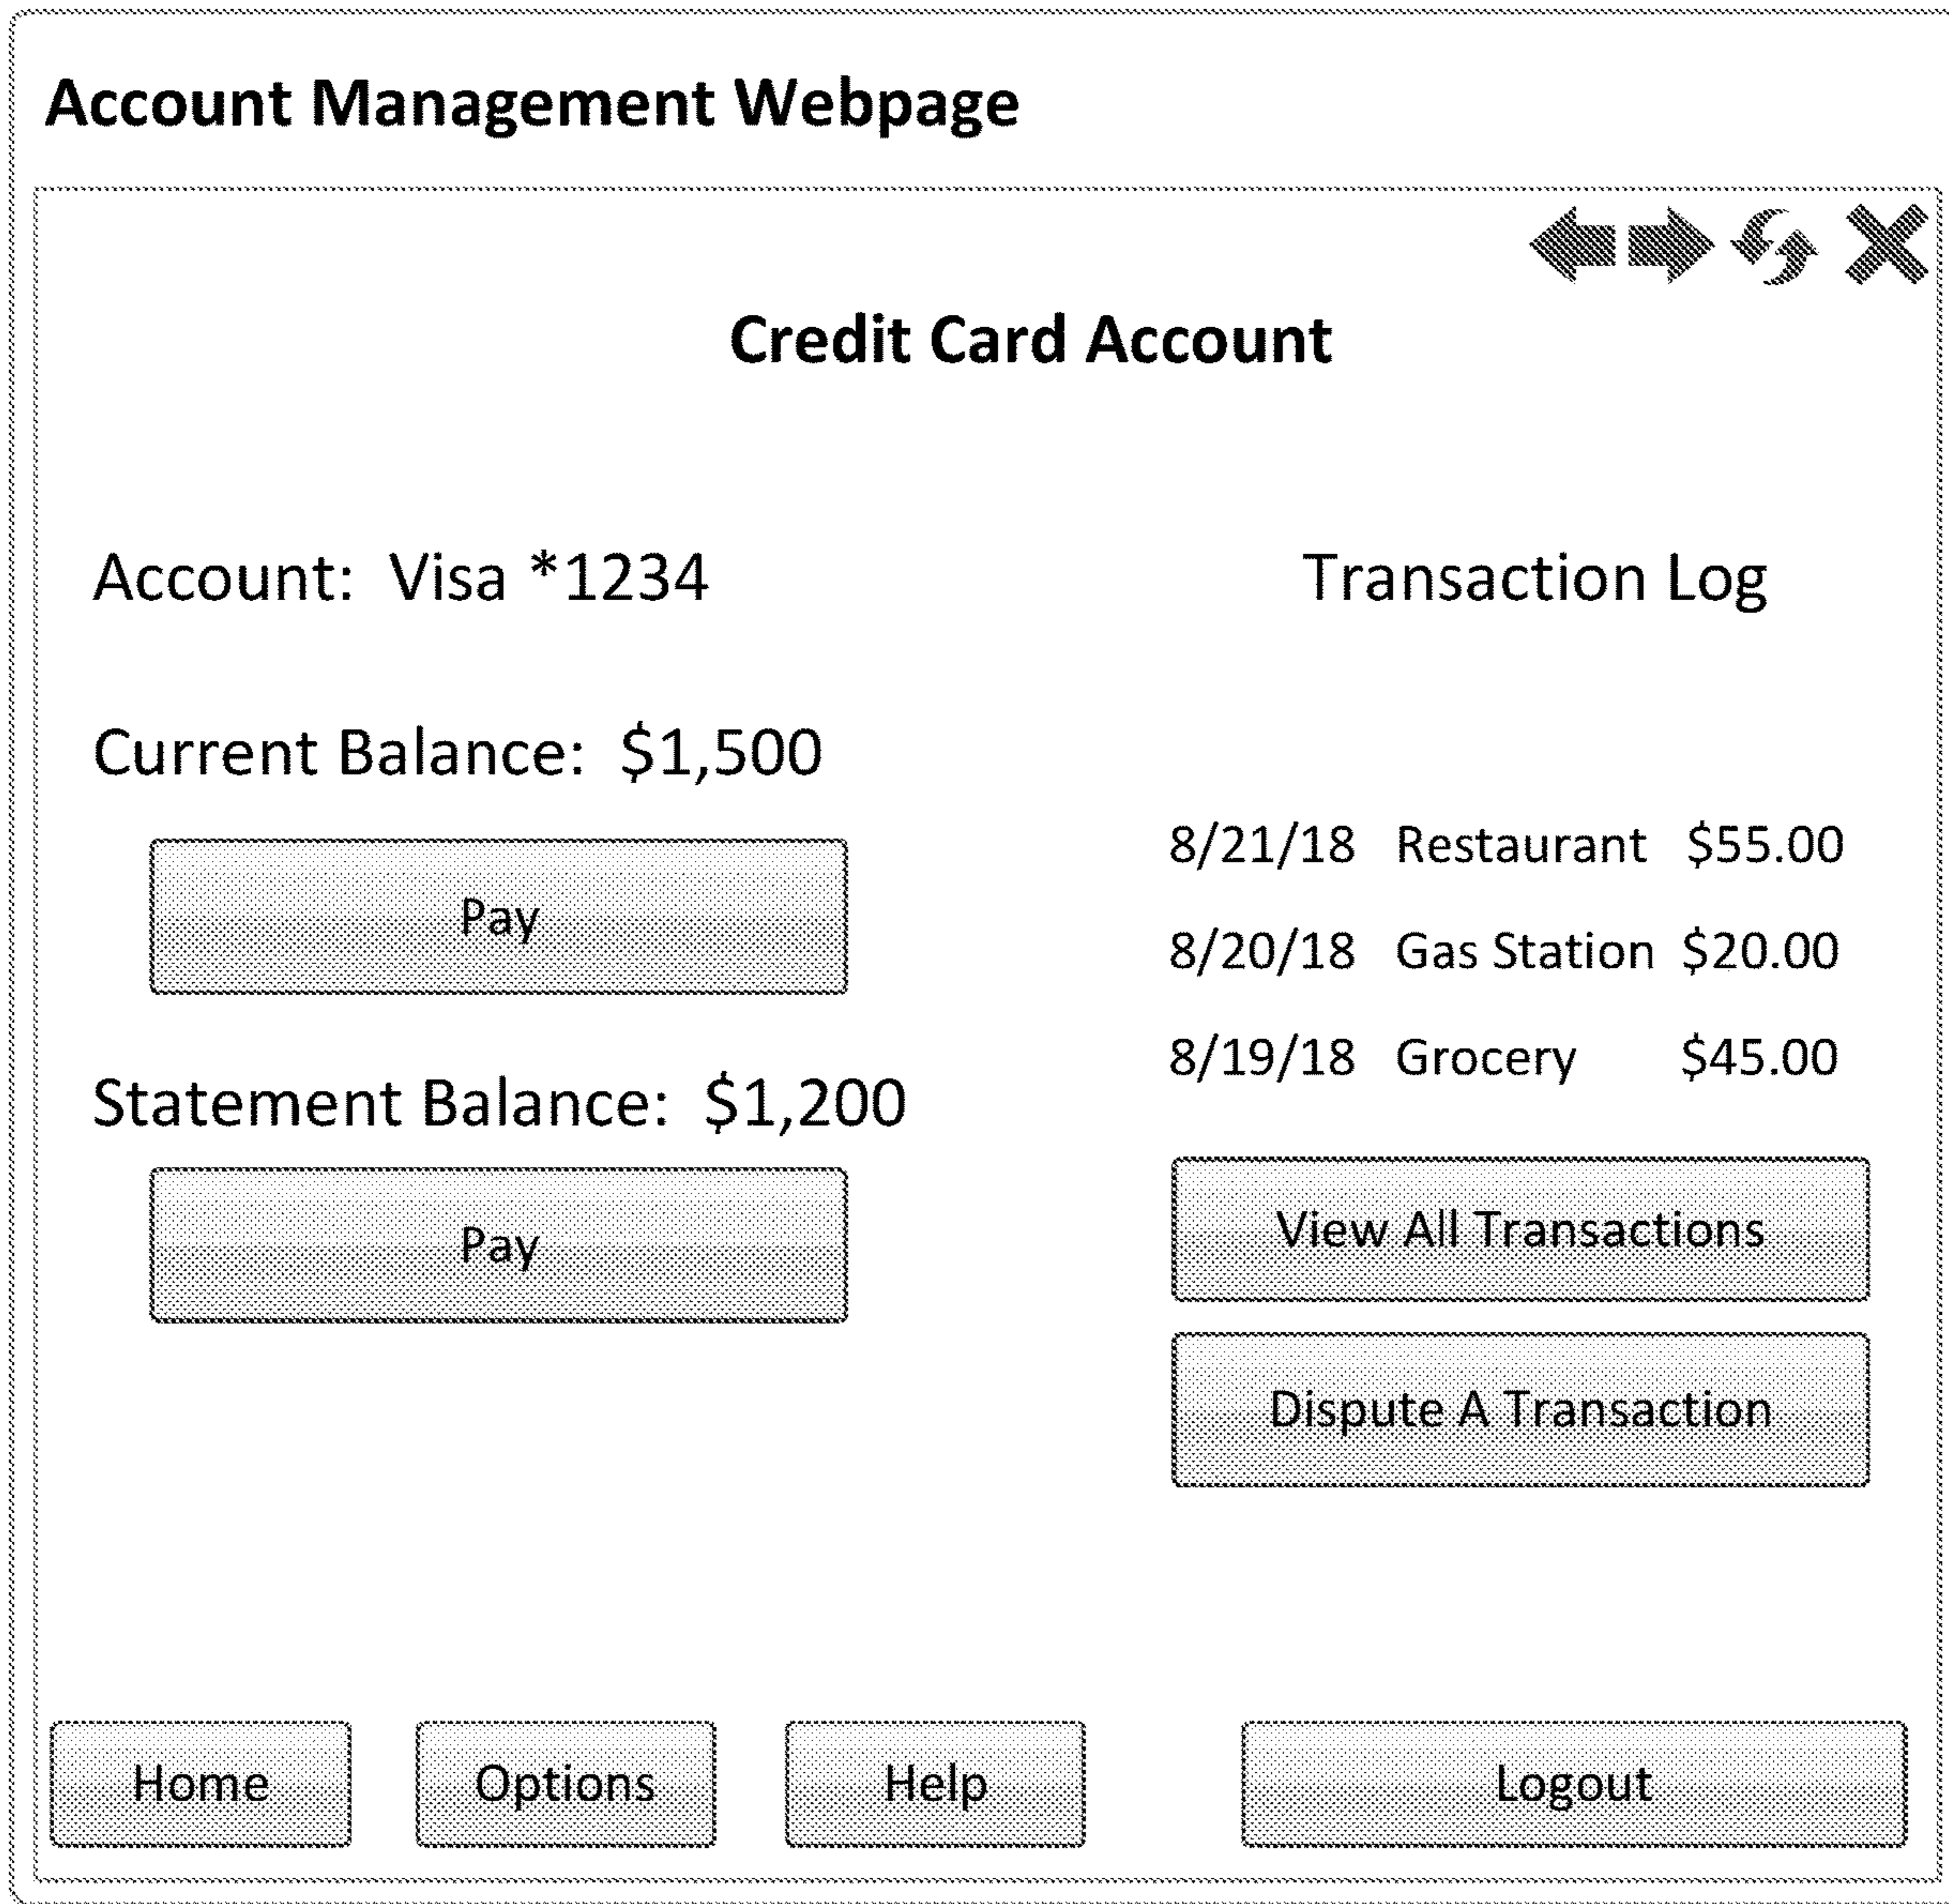 Account Management Webpage
Credit Card Account
Account: Visa *1234
Current Balance: $1,500
Pay
Statement Balance: $1,200
Pay
Transaction Log
8/21/18 Restaurant $55.00
8/20/18 Gas Station $20.00
8/19/18 Grocery $45.00
View All Transactions
Dispute A Transaction
Home
Options
Help
Logout